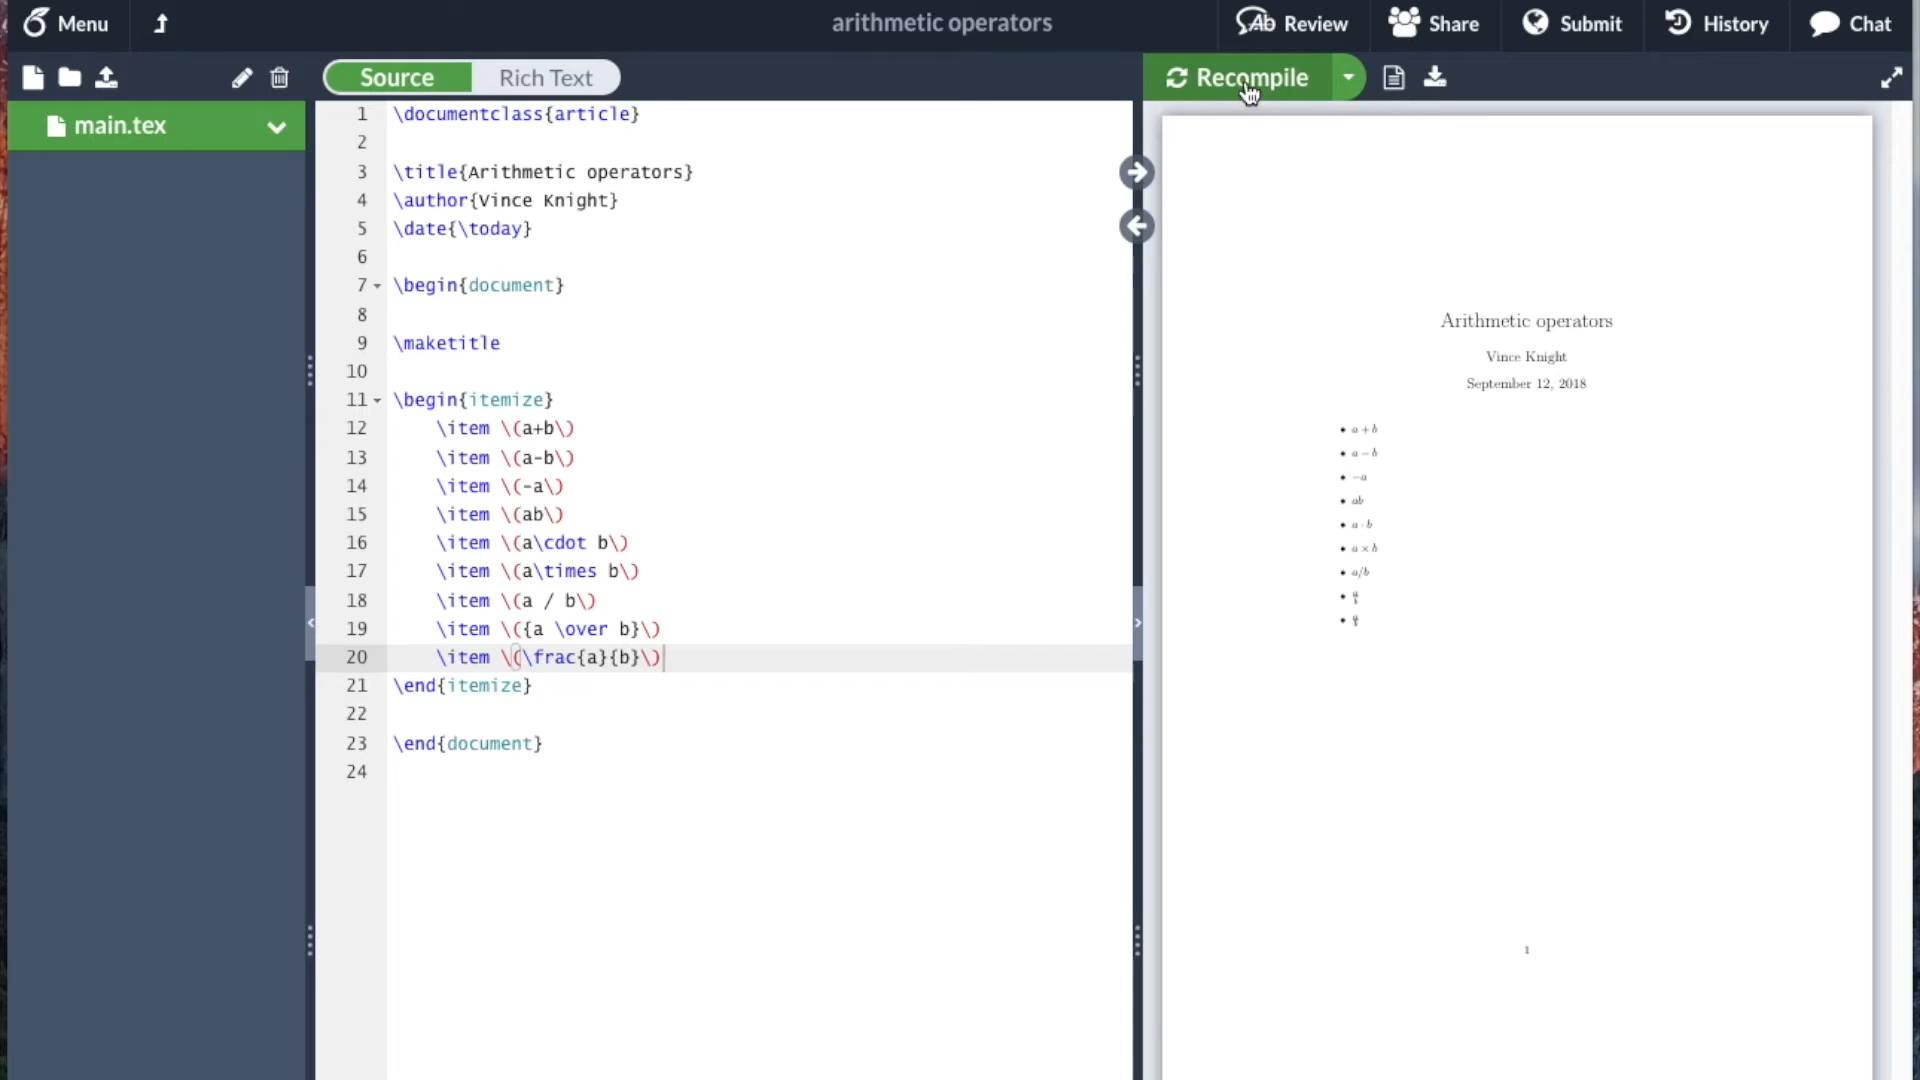 Menu
arithmetic operators
Review
Share
Submit
History
Chat
Source
Rich Text
Recompile
main.tex
1 \documentclass{article}
2
3 \title{Arithmetic operators}
4 \author{Vince Knight}
5 \date{\today}
6
7 \begin{document}
8
9 \maketitle
10
11 \begin{itemize}
12 \item \(a+b\)
13 \item \(a-b\)
14 \item \(-a\)
15 \item \(ab\)
16 \item \(a\cdot b\)
17 \item \(a\times b\)
18 \item \(a / b\)
19 \item \({a \over b}\)
20 \item \(\frac{a}{b}\)
21 \end{itemize}
22
23 \end{document}
24
Arithmetic operators
Vince Knight
September 12, 2018
• a + b
• a − b
• −a
• ab
• a · b
• a × b
• a/b
• a/b
• a/b
1